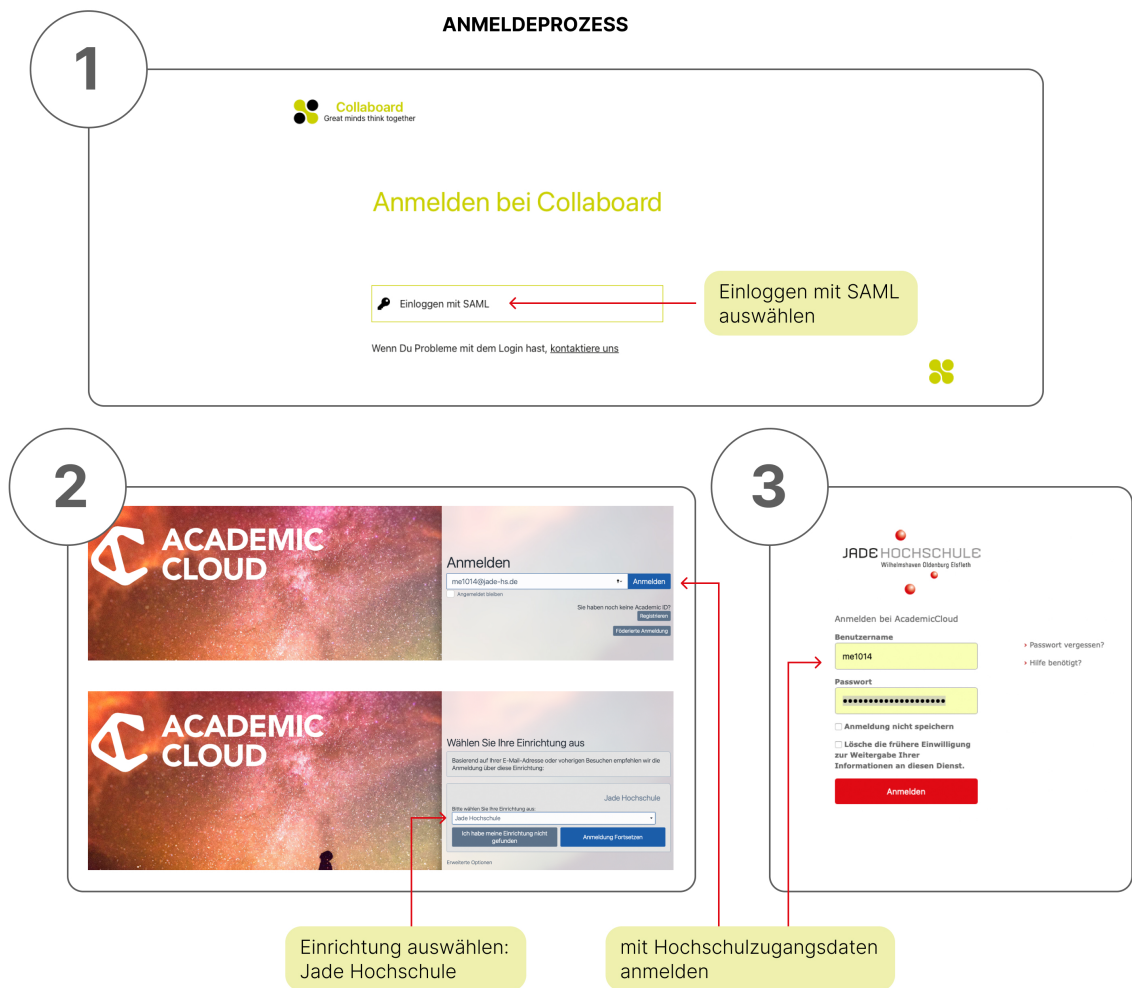 ANMELDEPROZESS
1
Collaboard
Great minds think together
Anmelden bei Collaboard
Einloggen mit SAML
Einloggen mit SAML
auswählen
Wenn Du Probleme mit dem Login hast, kontaktiere uns
2
ACADEMIC
CLOUD
Anmelden
me1014@jade-hs.de
Anmelden
Angemeldet bleiben
Sie haben noch keine Academic ID?
Registrieren
Föderierte Anmeldung
ACADEMIC
CLOUD
Wählen Sie Ihre Einrichtung aus
Basierend auf Ihrer E-Mail-Adresse oder vorherigen Besuchen empfehlen wir die
Anmeldung über diese Einrichtung:
Jade Hochschule
Bitte wählen Sie Ihre Einrichtung aus.
Jade Hochschule
Ich habe meine Einrichtung nicht
gefunden
Anmeldung Fortsetzen
Erweiterte Optionen
3
JADE HOCHSCHULE
Wilhelmshaven Oldenburg Elsfleth
Anmelden bei AcademicCloud
Benutzername
me1014
Passwort
› Passwort vergessen?
› Hilfe benötigt?
Anmeldung nicht speichern
Lösche die frühere Einwilligung
zur Weitergabe Ihrer
Informationen an diesen Dienst.
Anmelden
Einrichtung auswählen:
Jade Hochschule
mit Hochschulzugangsdaten
anmelden